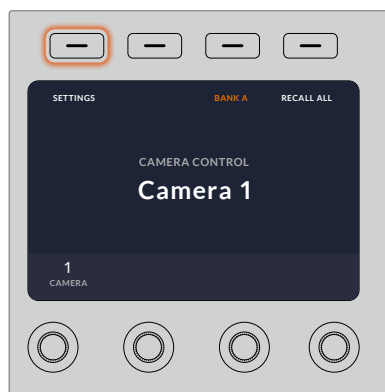 SETTINGS BANK A RECALL ALL
CAMERA CONTROL
Camera 1
1
CAMERA